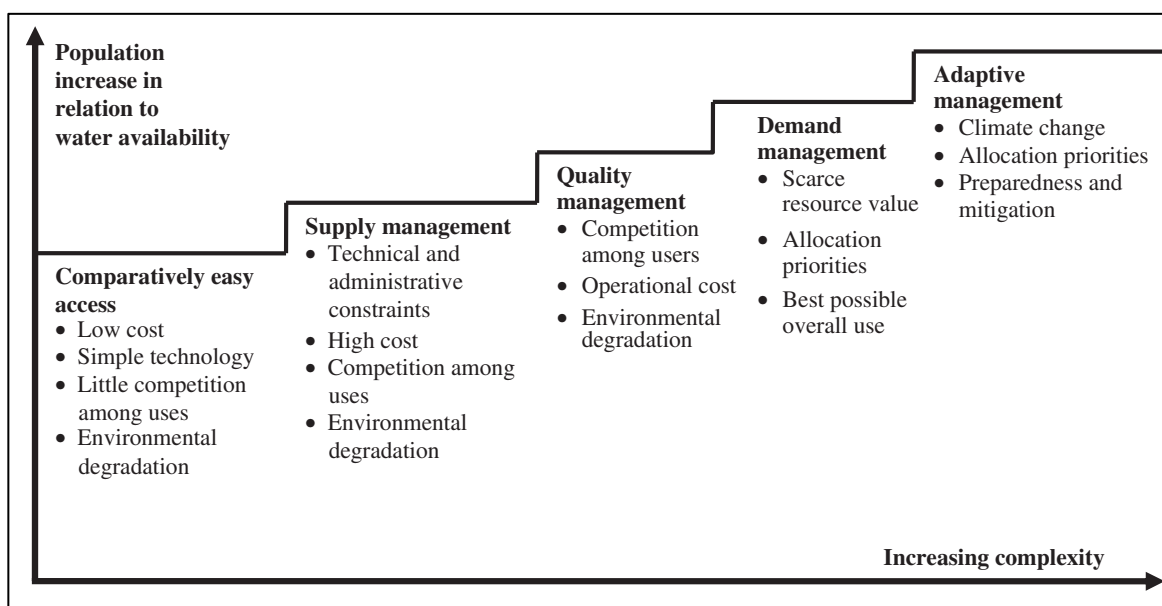 Population
increase in
relation to
water availability
Comparatively easy
access
• Low cost
• Simple technology
• Little competition
among uses
• Environmental
degradation
Supply management
• Technical and
administrative
constraints
• High cost
• Competition among
uses
• Environmental
degradation
Quality
management
• Competition
among users
• Operational cost
• Environmental
degradation
Demand
management
• Scarce
resource value
• Allocation
priorities
• Best possible
overall use
Adaptive
management
• Climate change
• Allocation priorities
• Preparedness and
mitigation
Increasing complexity